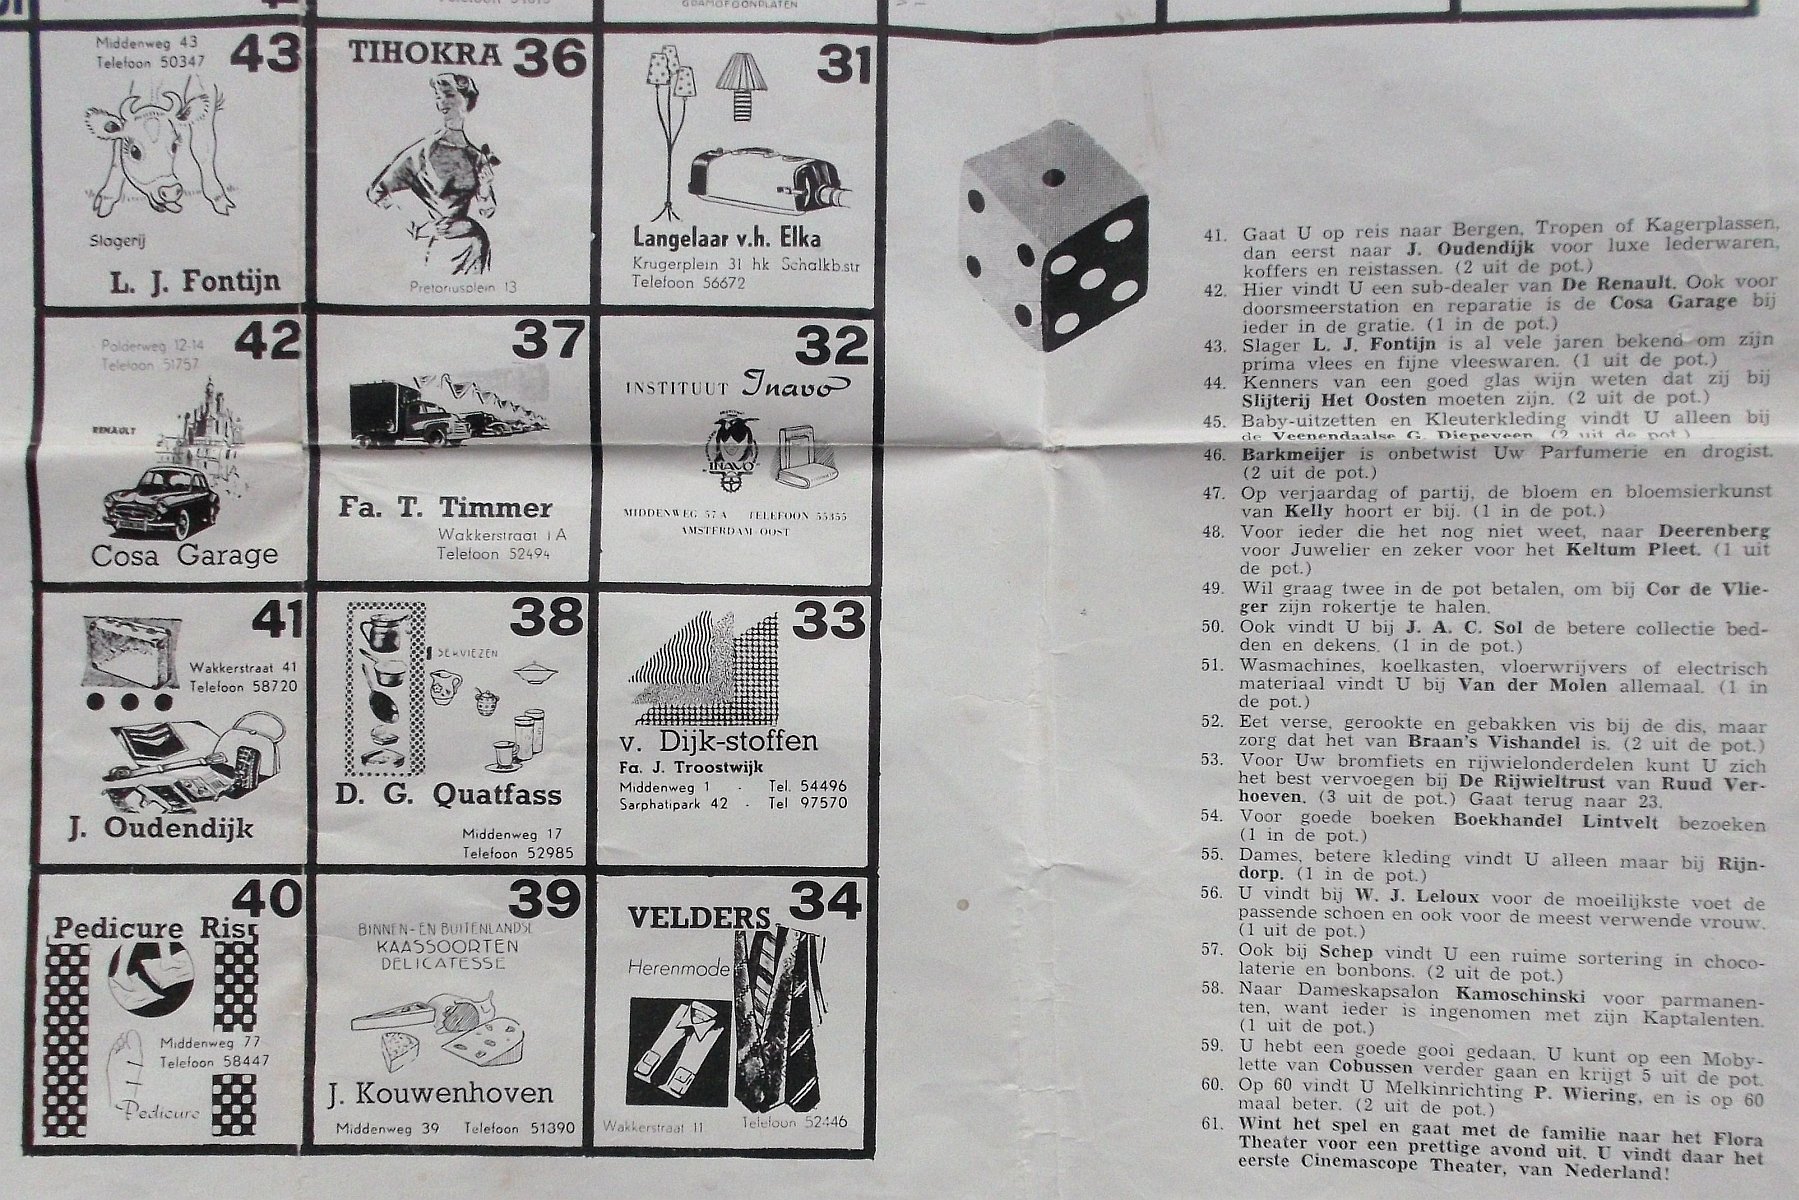 GRAMOFOONPLATEN
Middenweg 43
Telefoon 50347
43
Slagerij
L. J. Fontijn
TIHOKRA 36
Pretoriusplein 13
31
Langelaar v.h. Elka
Krugerplein 31 hk Schalkb.str
Telefoon 56672
42
Polderweg 12-14
Telefoon 51757
RENAULT
Cosa Garage
37
Fa. T. Timmer
Wakkerstraat 1 A
Telefoon 52494
32
INSTITUUT Inavo
INAVO
MIDDENWEG 57 A TELEFOON 55355
AMSTERDAM-OOST
41
Wakkerstraat 41
Telefoon 58720
J. Oudendijk
38
SERVIEZEN
D. G. Quatfass
Middenweg 17
Telefoon 52985
33
v. Dijk-stoffen
Fa. J. Troostwijk
Middenweg 1 - Tel. 54496
Sarphatipark 42 - Tel 97570
40
Pedicure Rist
Middenweg 77
Telefoon 58447
Pedicure
39
BINNEN- EN BUITENLANDSE
KAASSOORTEN
DELICATESSE
J. Kouwenhoven
Middenweg 39 Telefoon 51390
34
VELDERS
Herenmode
Wakkerstraat 11 Telefoon 52446
41. Gaat U op reis naar Bergen, Tropen of Kagerplassen,
dan eerst naar J. Oudendijk voor luxe lederwaren,
koffers en reistassen. (2 uit de pot.)
42. Hier vindt U een sub-dealer van De Renault. Ook voor
doorsmeerstation en reparatie is de Cosa Garage bij
ieder in de gratie. (1 in de pot.)
43. Slager L. J. Fontijn is al vele jaren bekend om zijn
prima vlees en fijne vleeswaren. (1 uit de pot.)
44. Kenners van een goed glas wijn weten dat zij bij
Slijterij Het Oosten moeten zijn. (2 uit de pot.)
45. Baby-uitzetten en Kleuterkleding vindt U alleen bij
de Veenendaalse G. Diepeveen. (2 uit de pot.)
46. Barkmeijer is onbetwist Uw Parfumerie en drogist.
(2 uit de pot.)
47. Op verjaardag of partij, de bloem en bloemsierkunst
van Kelly hoort er bij. (1 in de pot.)
48. Voor ieder die het nog niet weet, naar Deerenberg
voor Juwelier en zeker voor het Keltum Pleet. (1 uit
de pct.)
49. Wil graag twee in de pot betalen, om bij Cor de Vlie-
ger zijn rokertje te halen.
50. Ook vindt U bij J. A. C. Sol de betere collectie bed-
den en dekens. (1 in de pot.)
51. Wasmachines, koelkasten, vloerwrijvers of electrisch
materiaal vindt U bij Van der Molen allemaal. (1 in
de pot.)
52. Eet verse, gerookte en gebakken vis bij de dis, maar
zorg dat het van Braan's Vishandel is. (2 uit de pot.)
53. Voor Uw bromfiets en rijwielonderdelen kunt U zich
het best vervoegen bij De Rijwieltrust van Ruud Ver-
hoeven. (3 uit de pot.) Gaat terug naar 23.
54. Voor goede boeken Boekhandel Lintvelt bezoeken
(1 in de pot.)
55. Dames, betere kleding vindt U alleen maar bij Rijn-
dorp. (1 in de pot.)
56. U vindt bij W. J. Leloux voor de moeilijkste voet de
passende schoen en ook voor de meest verwende vrouw.
(1 uit de pot.)
57. Ook bij Schep vindt U een ruime sortering in choco-
laterie en bonbons. (2 uit de pot.)
58. Naar Dameskapsalon Kamoschinski voor parmanen-
ten, want ieder is ingenomen met zijn Kaptalenten.
(1 uit de pot.)
59. U hebt een goede gooi gedaan. U kunt op een Moby-
lette van Cobussen verder gaan en krijgt 5 uit de pot.
60. Op 60 vindt U Melkinrichting P. Wiering, en is op 60
maal beter. (2 uit de pot.)
61. Wint het spel en gaat met de familie naar het Flora
Theater voor een prettige avond uit. U vindt daar het
eerste Cinemascope Theater, van Nederland!